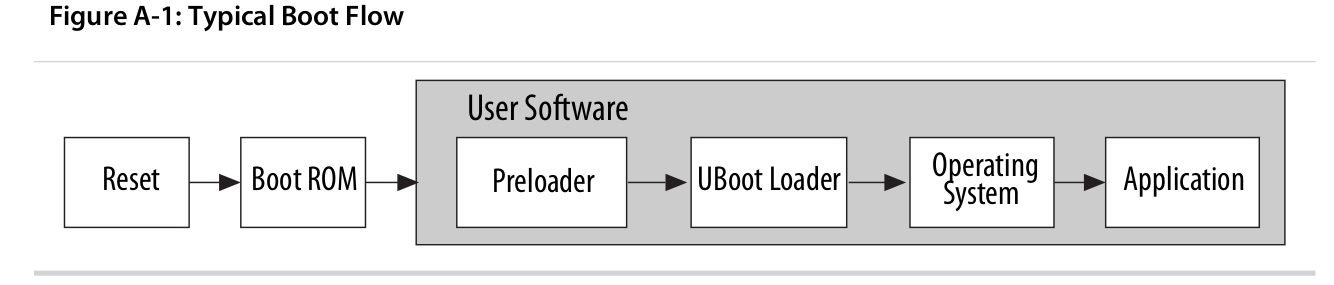 Figure A-1: Typical Boot Flow
User Software
Reset
Boot ROM
Preloader
UBoot Loader
Operating
System
Application